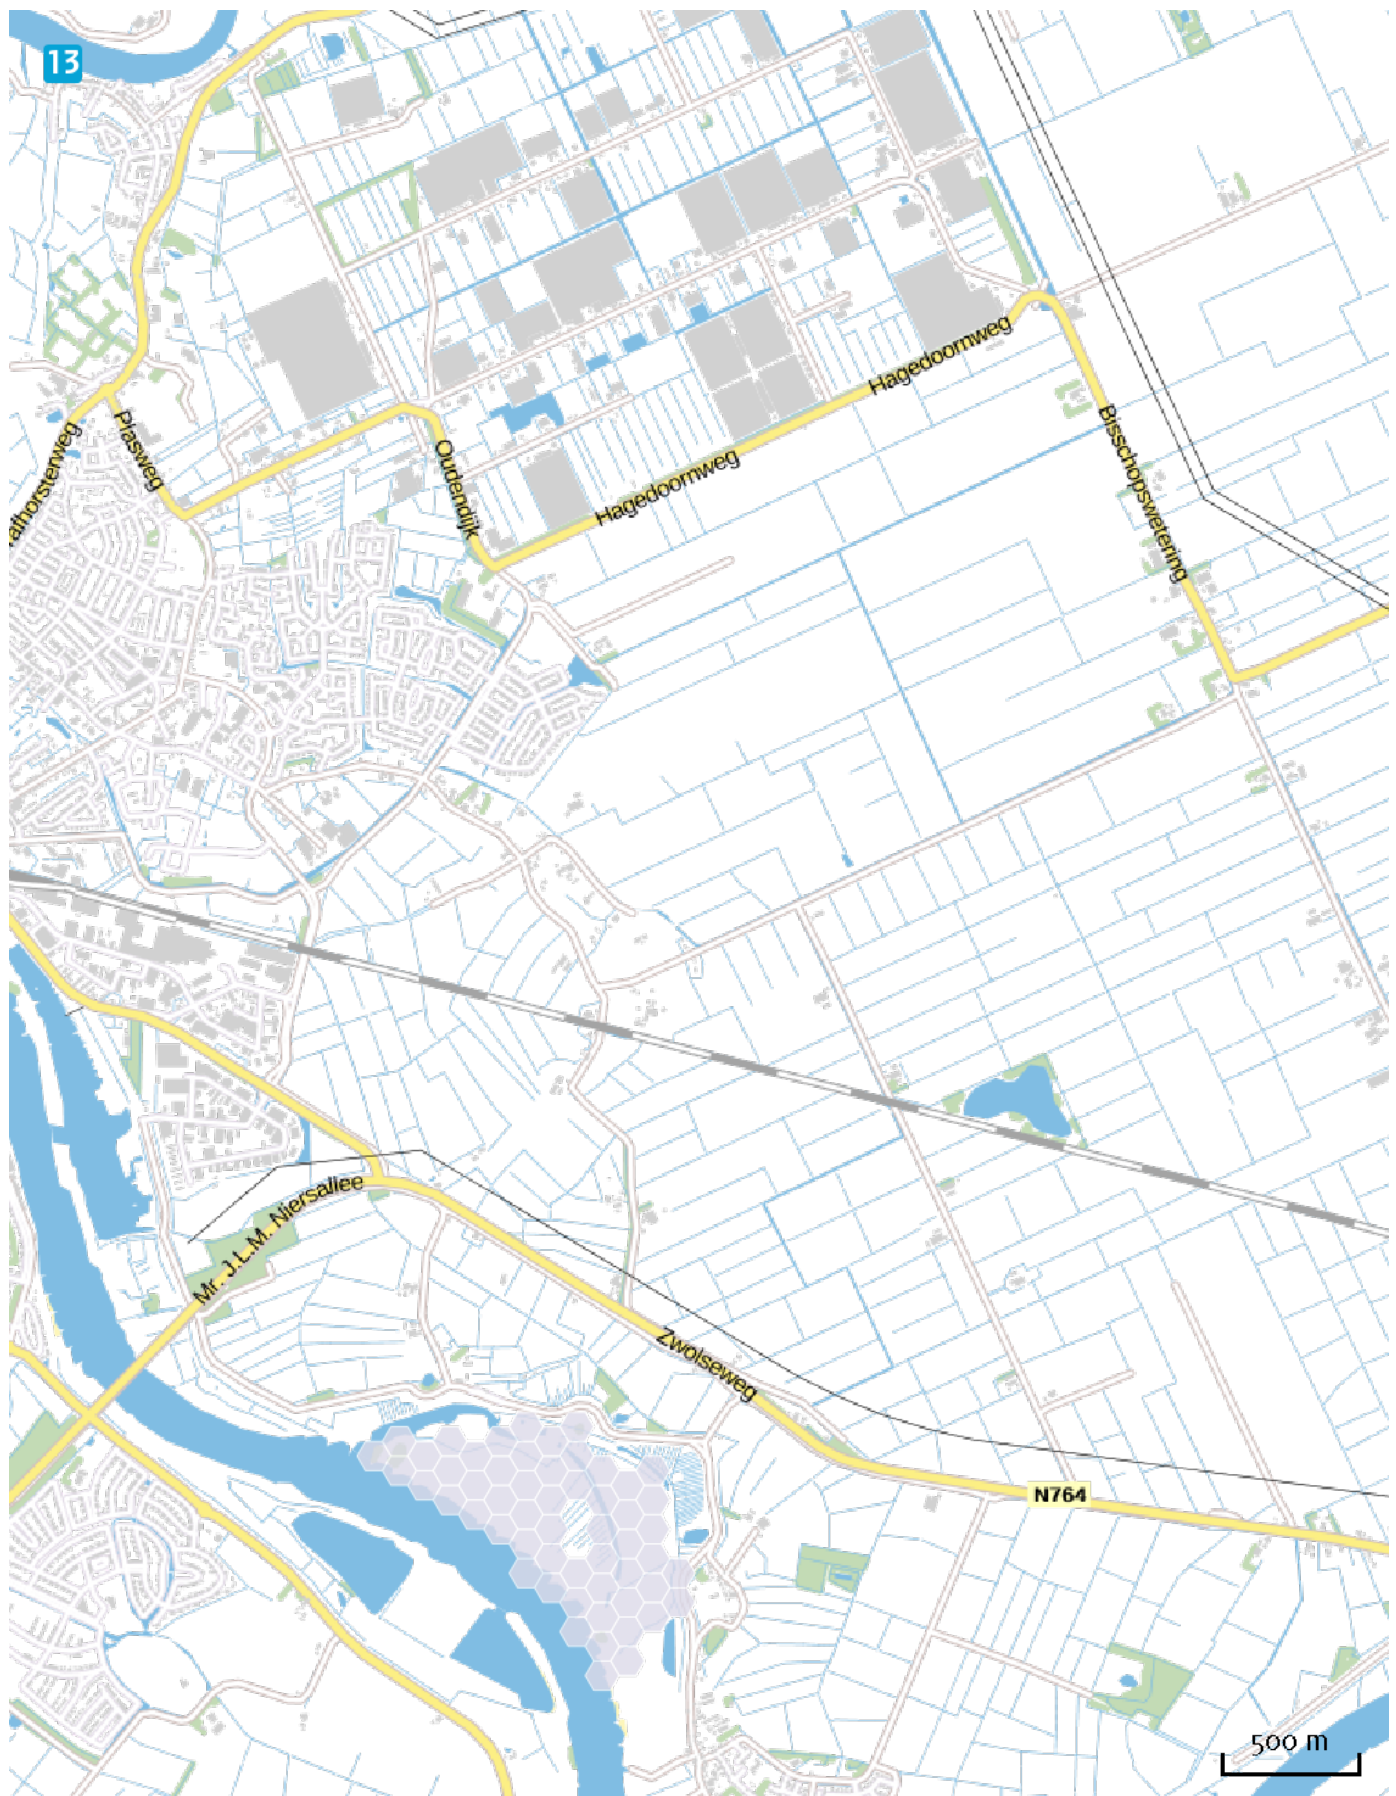 13
Hagedoornweg
Plasweg
Bisschopswetering
Oudendijk
Hagedoornweg
Mr. J.L.M. Niersallee
Zwolseweg
N764
500 m